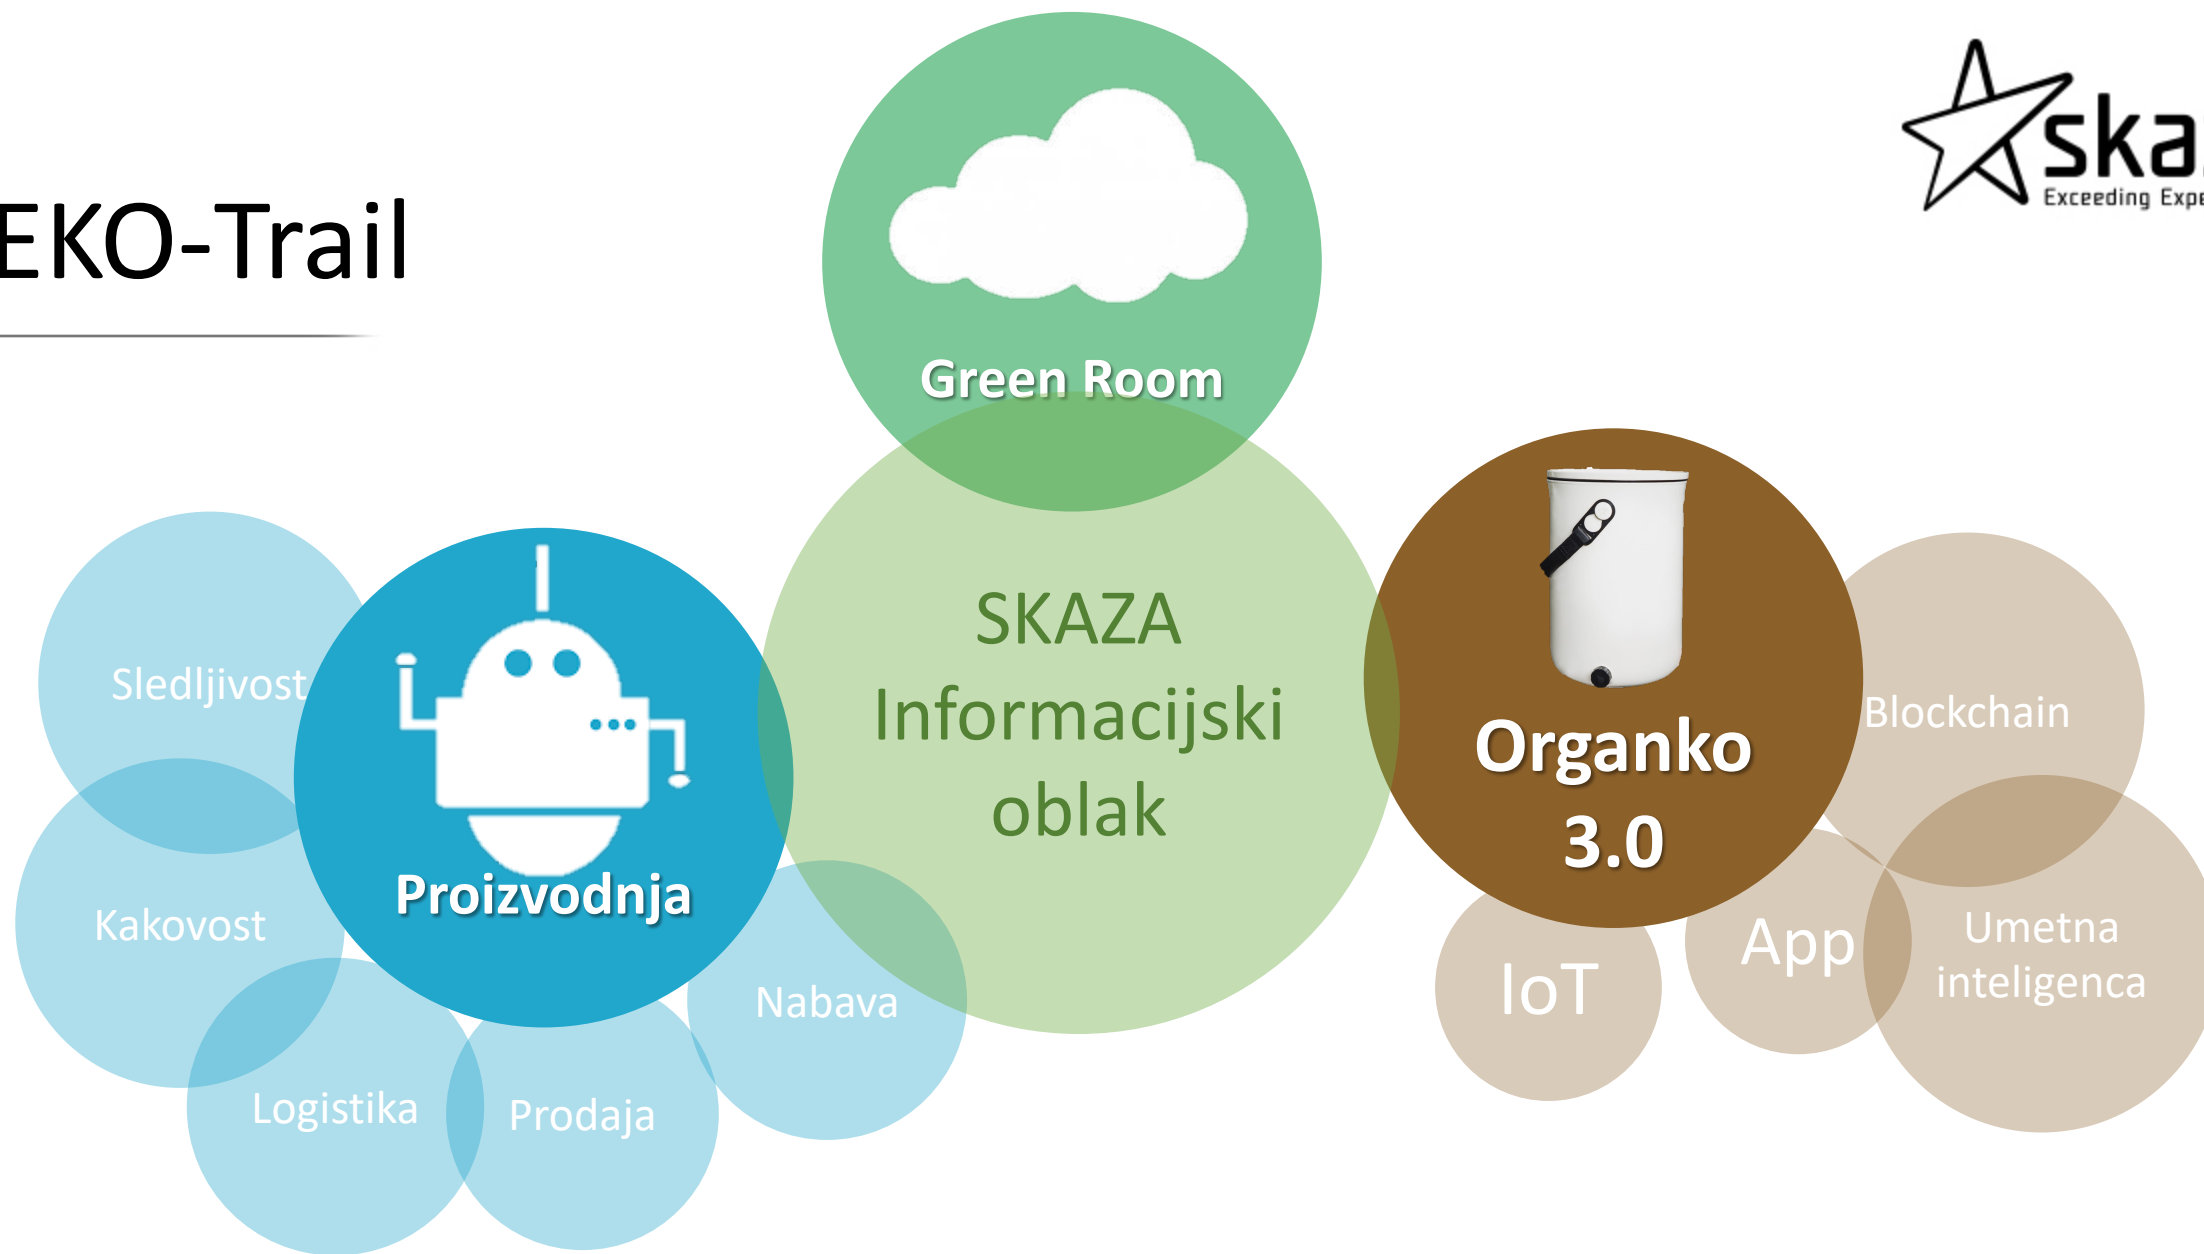 EKO-Trail
ska
Exceeding Expe
Green Room
SKAZA
Informacijski
oblak
Sledljivost
Kakovost
Logistika
Prodaja
Nabava
Proizvodnja
Organko
3.0
Blockchain
Umetna
inteligenca
App
IoT